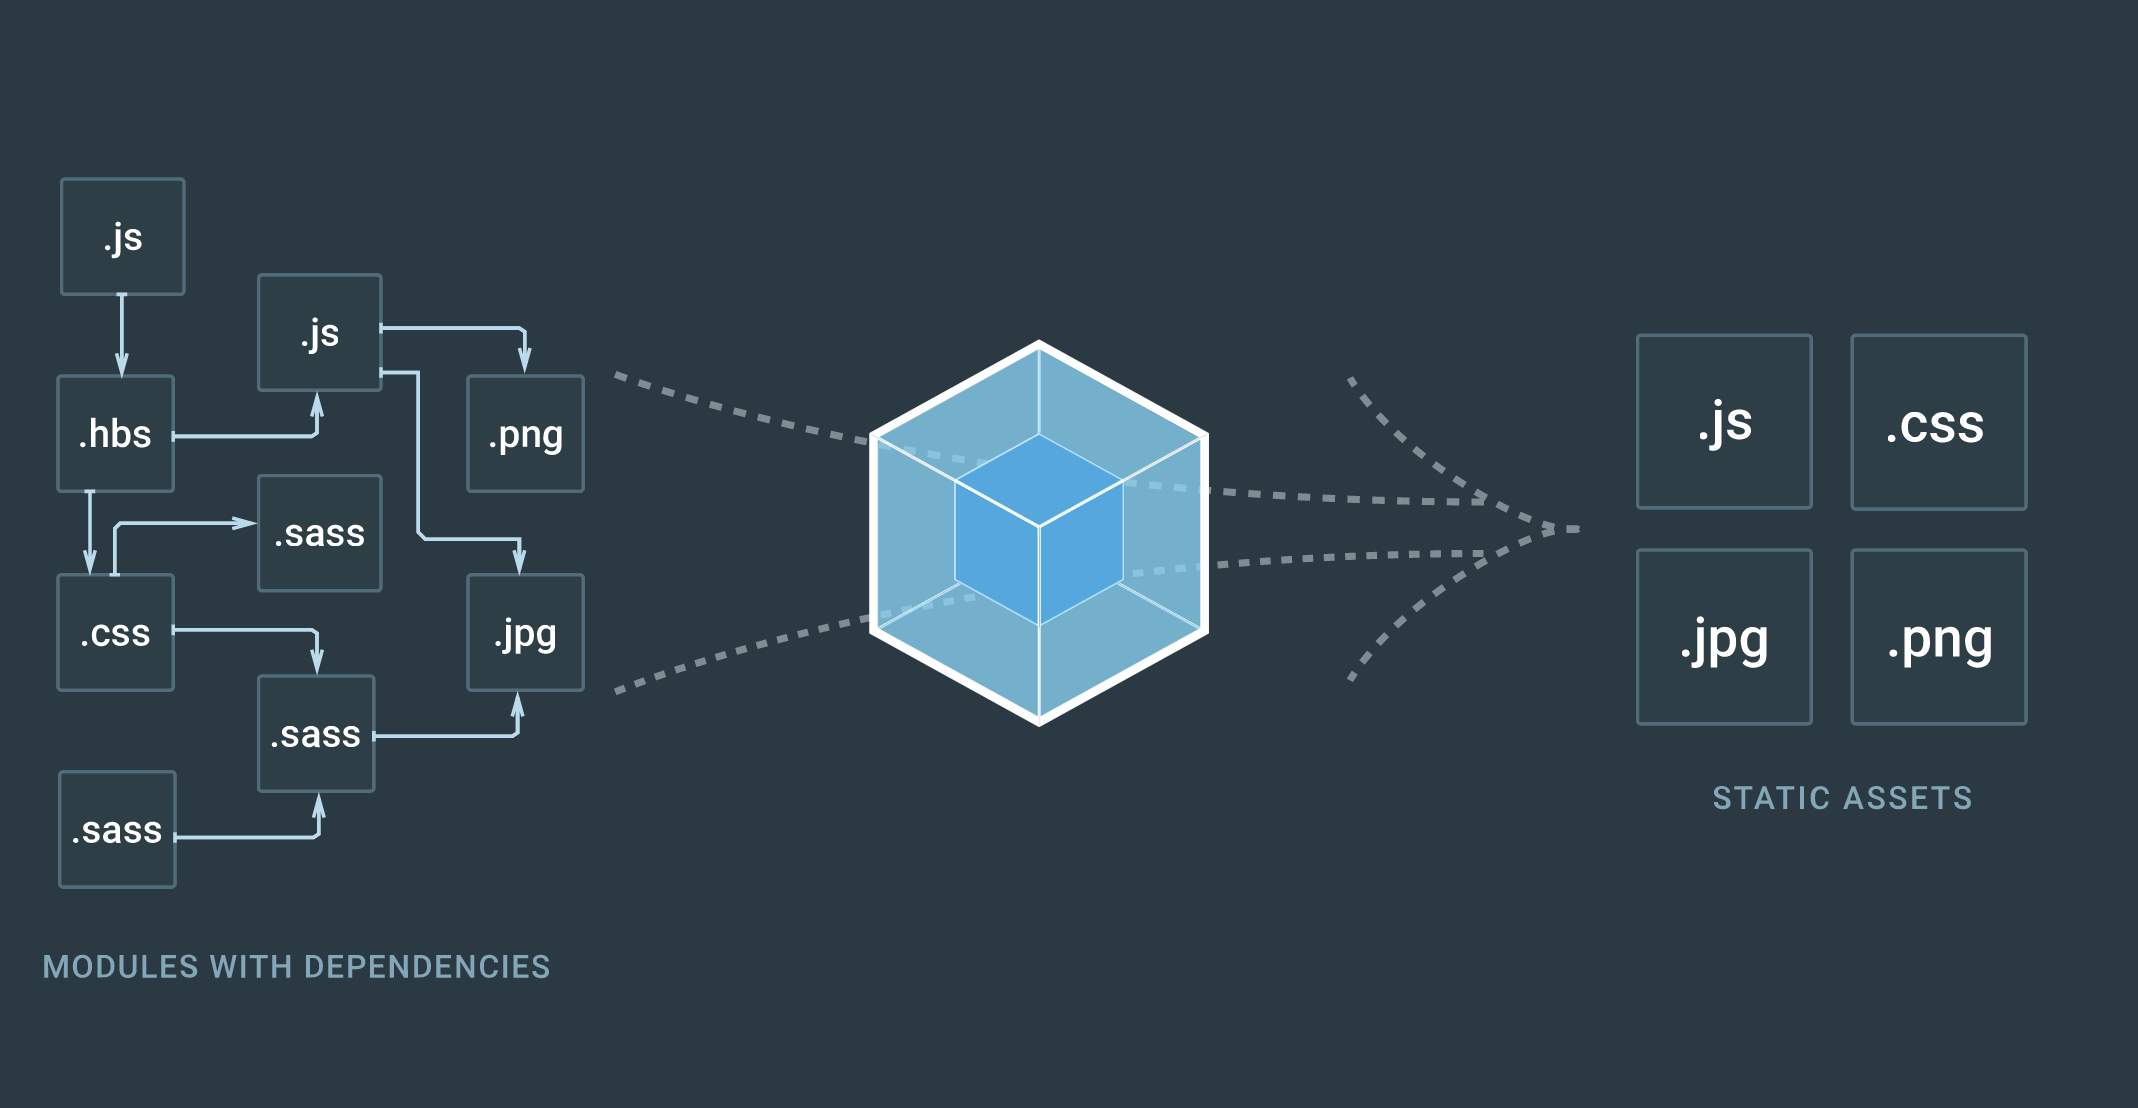 .js
.js
.hbs
.png
.sass
.css
.jpg
.sass
.sass
MODULES WITH DEPENDENCIES
.js
.css
.jpg
.png
STATIC ASSETS